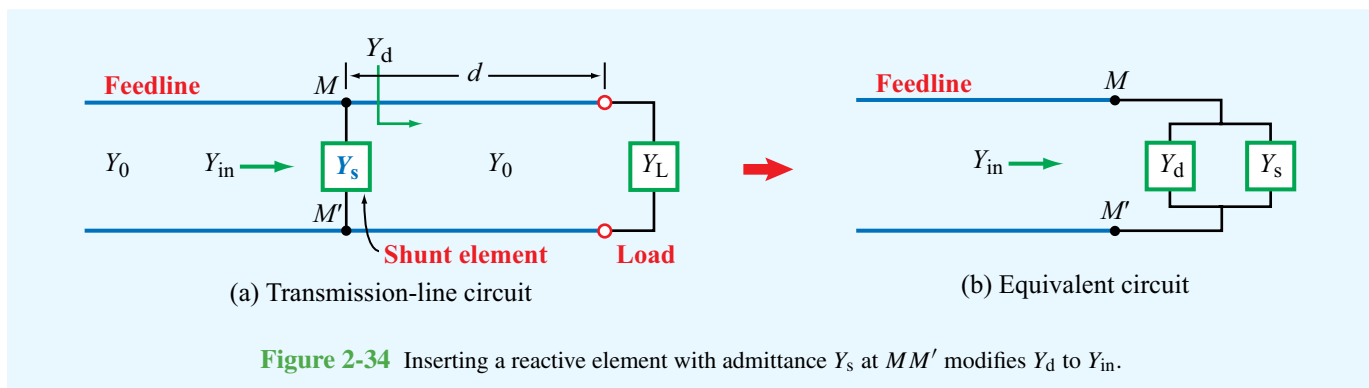 Y_d
d
Feedline
M
Y_0
Y_in
Y_s
Y_0
Y_L
M′
Shunt element
Load
(a) Transmission-line circuit
Feedline
M
Y_in
Y_d
Y_s
M′
(b) Equivalent circuit
Figure 2-34 Inserting a reactive element with admittance Y_s at MM′ modifies Y_d to Y_in.